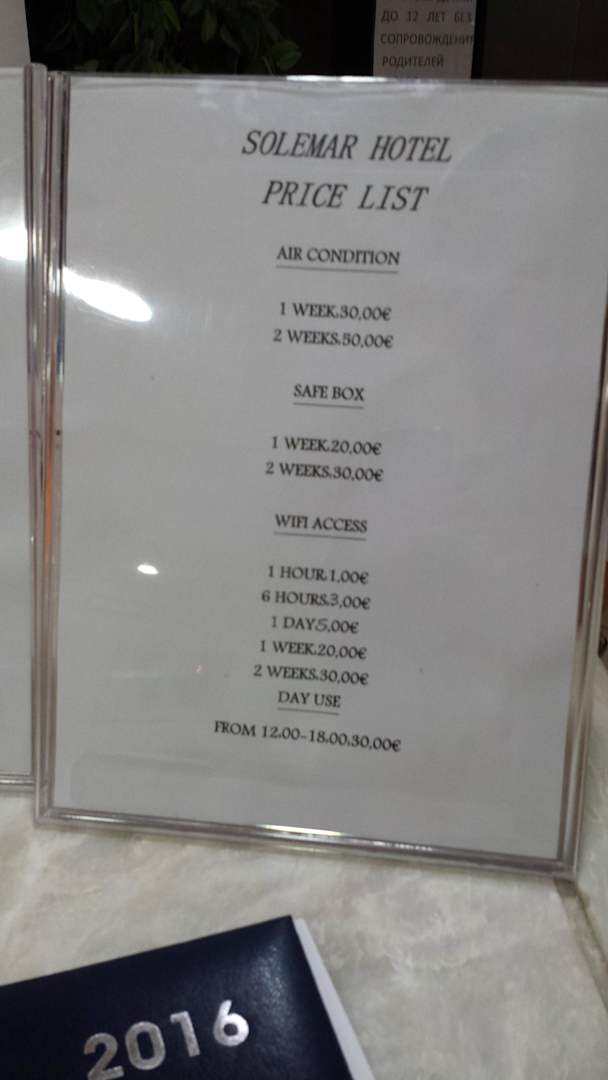 ДО 12 ЛЕТ БЕЗ
СОПРОВОЖДЕНИЯ
РОДИТЕЛЕЙ
SOLEMAR HOTEL
PRICE LIST
AIR CONDITION
1 WEEK.30,00€
2 WEEKS.50,00€
SAFE BOX
1 WEEK.20,00€
2 WEEKS.30,00€
WIFI ACCESS
1 HOUR.1,00€
6 HOURS.3,00€
1 DAY.5,00€
1 WEEK.20,00€
2 WEEKS.30,00€
DAY USE
FROM 12.00-18.00.30,00€
2016